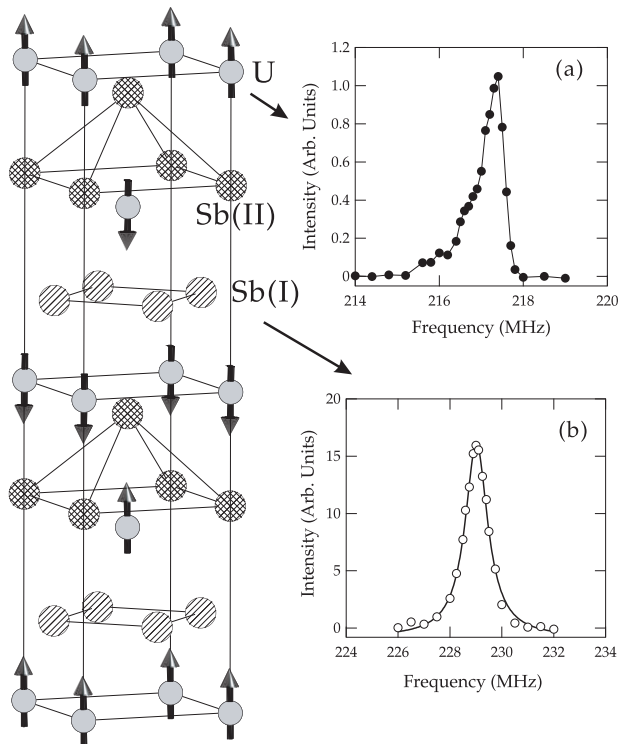 U
Sb(II)
Sb(I)
(a)
Intensity (Arb. Units)
1.2
1.0
0.8
0.6
0.4
0.2
0
214
216
218
220
Frequency (MHz)
(b)
Intensity (Arb. Units)
20
15
10
5
0
224
226
228
230
232
234
Frequency (MHz)